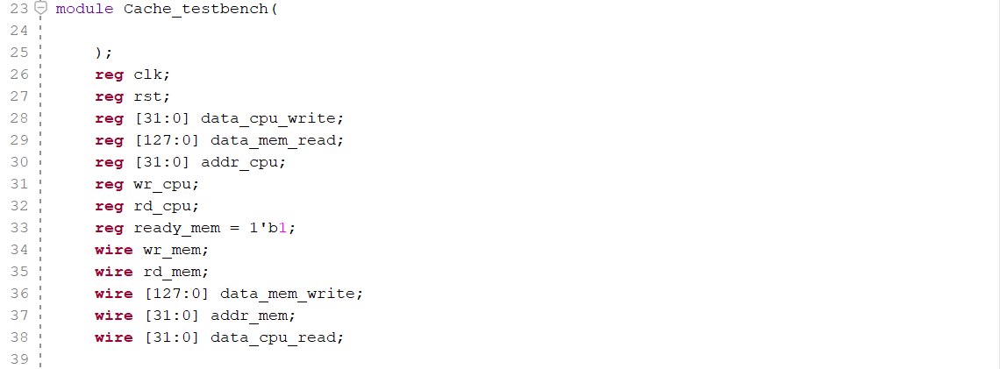 23 module Cache_testbench(
24
25     );
26     reg clk;
27     reg rst;
28     reg [31:0] data_cpu_write;
29     reg [127:0] data_mem_read;
30     reg [31:0] addr_cpu;
31     reg wr_cpu;
32     reg rd_cpu;
33     reg ready_mem = 1'b1;
34     wire wr_mem;
35     wire rd_mem;
36     wire [127:0] data_mem_write;
37     wire [31:0] addr_mem;
38     wire [31:0] data_cpu_read;
39